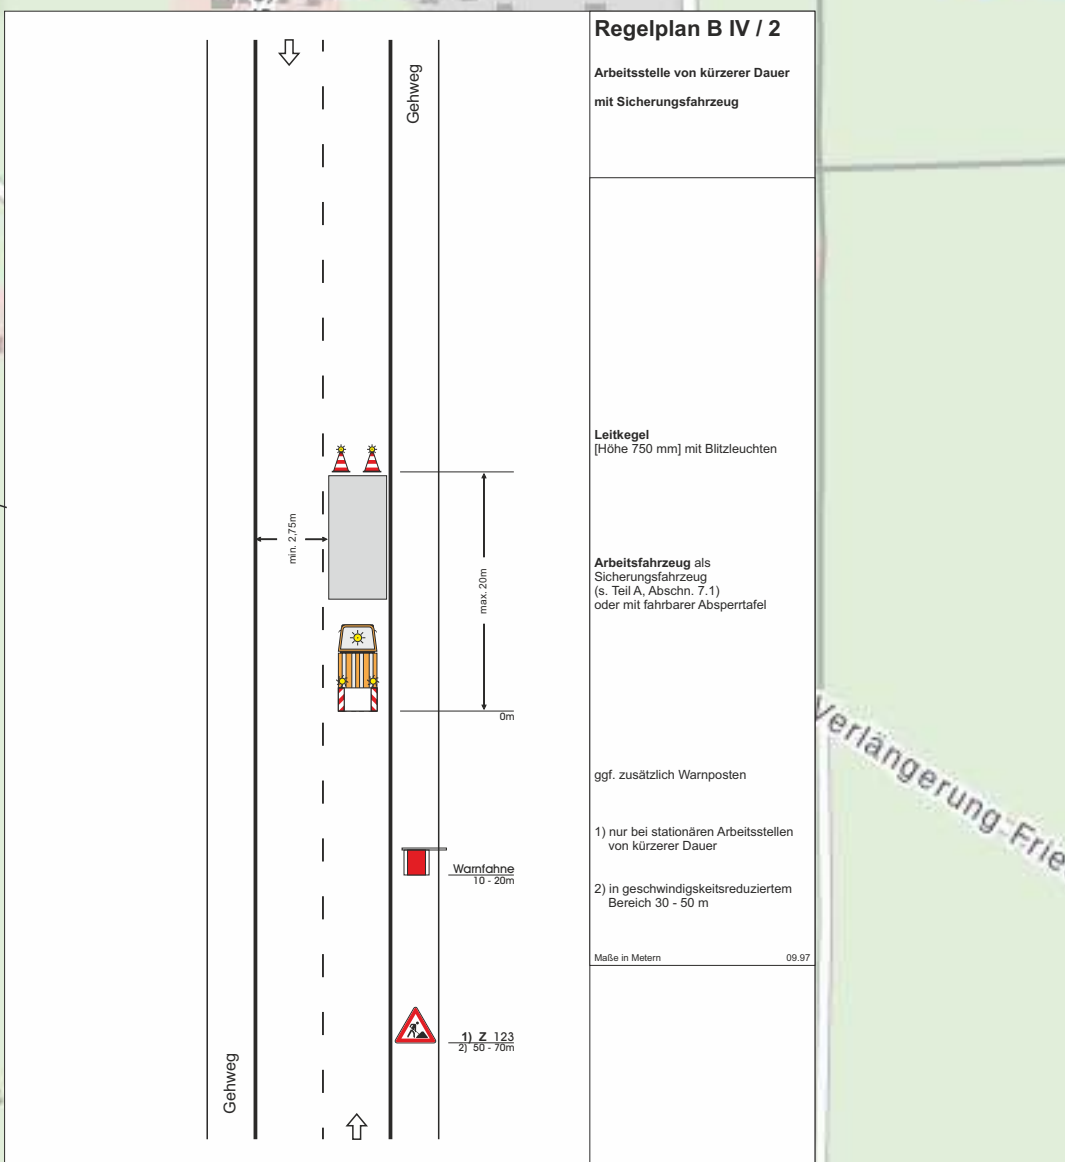 Regelplan B IV / 2
Arbeitsstelle von kürzerer Dauer
mit Sicherungsfahrzeug
Gehweg
Leitkegel
[Höhe 750 mm] mit Blitzleuchten
min. 2,75m
max. 20m
Arbeitsfahrzeug als
Sicherungsfahrzeug
(s. Teil A, Abschn. 7.1)
oder mit fahrbarer Absperrtafel
0m
ggf. zusätzlich Warnposten
1) nur bei stationären Arbeitsstellen
von kürzerer Dauer
Warnfahne
10 - 20m
2) in geschwindigskeitsreduziertem
Bereich 30 - 50 m
Maße in Metern 09.97
1) Z 123
2) 50 - 70m
Gehweg
Verlängerung-Frie